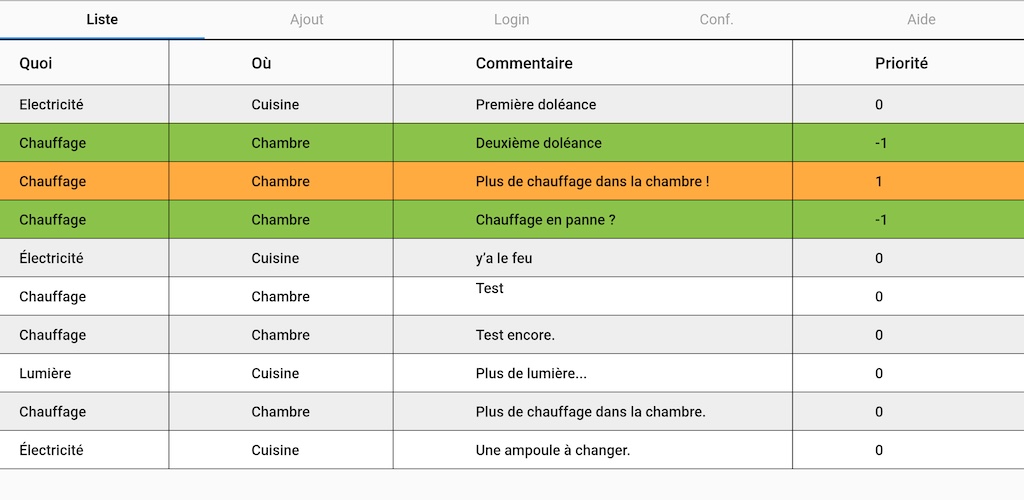 Liste Ajout Login Conf. Aide
Quoi Où Commentaire Priorité
Electricité Cuisine Première doléance 0
Chauffage Chambre Deuxième doléance -1
Chauffage Chambre Plus de chauffage dans la chambre ! 1
Chauffage Chambre Chauffage en panne ? -1
Électricité Cuisine y'a le feu 0
Chauffage Chambre Test 0
Chauffage Chambre Test encore. 0
Lumière Cuisine Plus de lumière... 0
Chauffage Chambre Plus de chauffage dans la chambre. 0
Électricité Cuisine Une ampoule à changer. 0